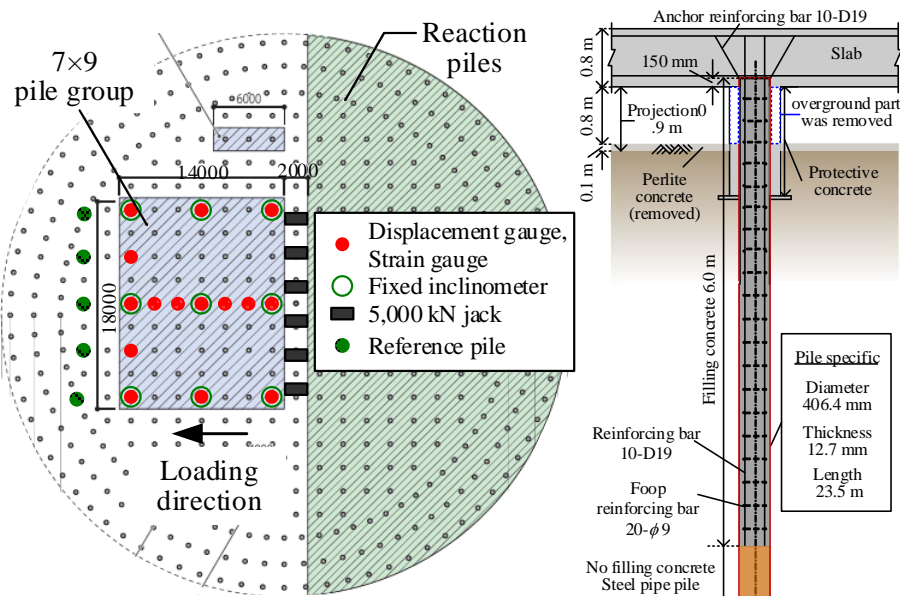 7×9
pile group
Reaction
piles
6000
14000
2000
18000
Displacement gauge,
Strain gauge
Fixed inclinometer
5,000 kN jack
Reference pile
Loading
direction
Anchor reinforcing bar 10-D19
Slab
0.8 m
150 mm
0.8 m
Projection0
.9 m
overground part
was removed
0.1 m
Perlite
concrete
(removed)
Protective
concrete
Filling concrete 6.0 m
Pile specific
Diameter
406.4 mm
Thickness
12.7 mm
Length
23.5 m
Reinforcing bar
10-D19
Foop
reinforcing bar
20-ϕ9
No filling concrete
Steel pipe pile